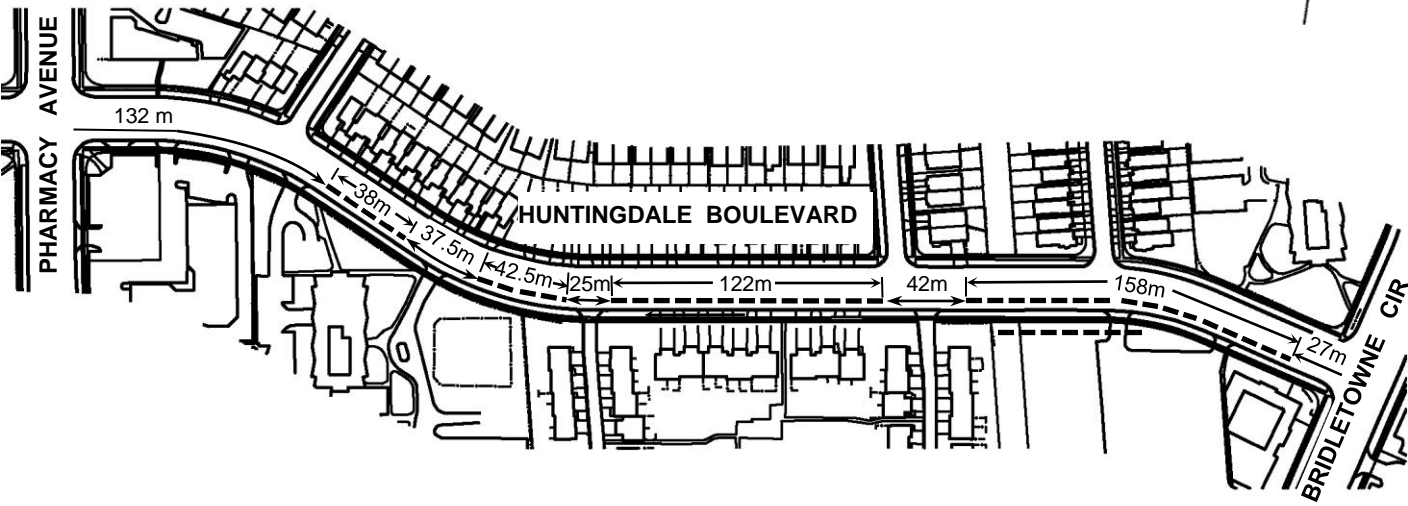 PHARMACY AVENUE
132 m
38m
37.5m
42.5m
25m
122m
42m
158m
27m
HUNTINGDALE BOULEVARD
BRIDLETOWNE CIR